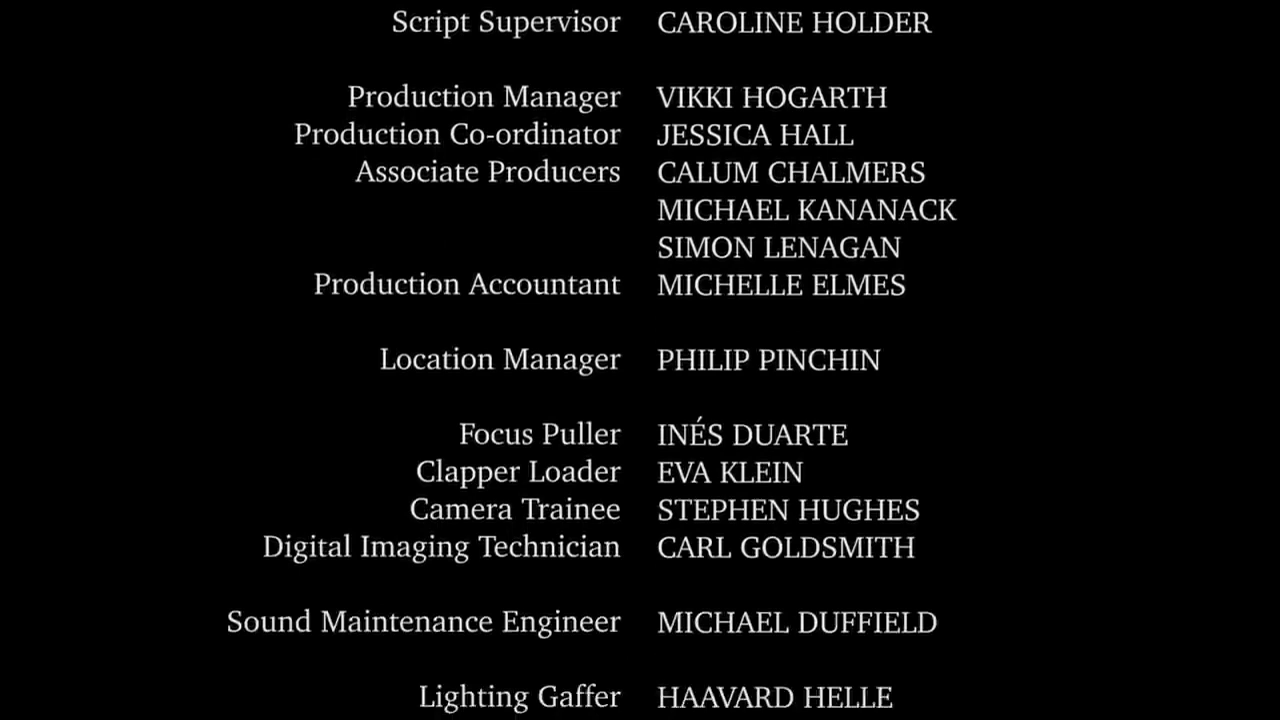 Script Supervisor CAROLINE HOLDER
Production Manager VIKKI HOGARTH
Production Co-ordinator JESSICA HALL
Associate Producers CALUM CHALMERS
MICHAEL KANANACK
SIMON LENAGAN
Production Accountant MICHELLE ELMES
Location Manager PHILIP PINCHIN
Focus Puller INÉS DUARTE
Clapper Loader EVA KLEIN
Camera Trainee STEPHEN HUGHES
Digital Imaging Technician CARL GOLDSMITH
Sound Maintenance Engineer MICHAEL DUFFIELD
Lighting Gaffer HAAVARD HELLE